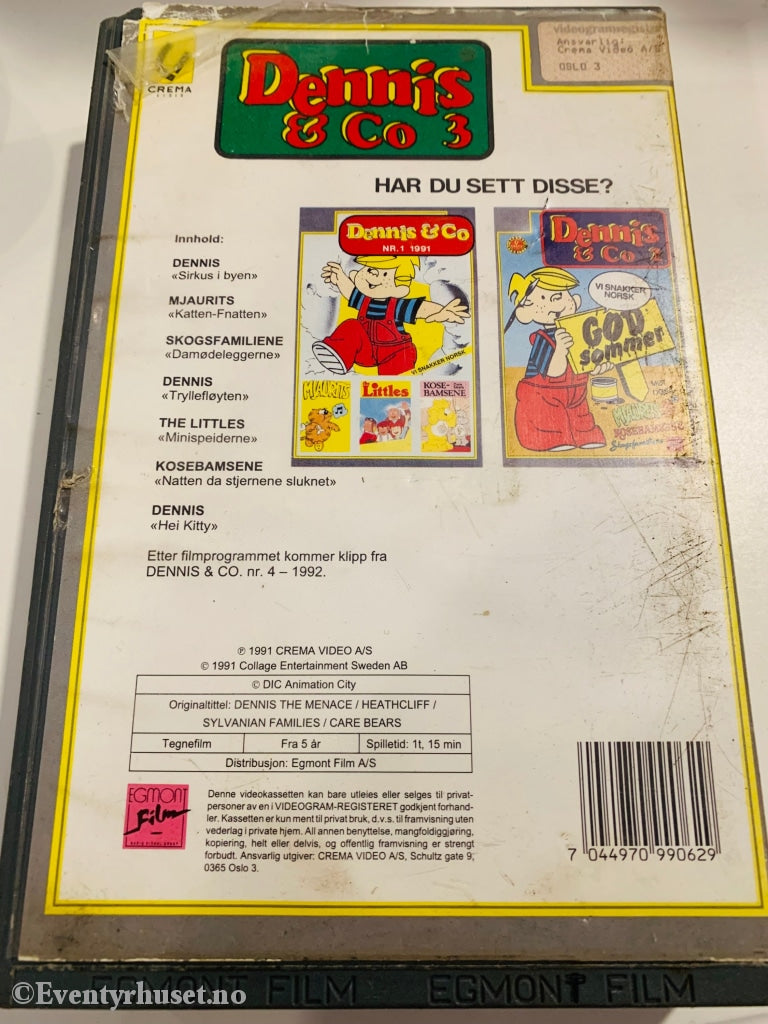 CREMA
VIDEO
Dennis
& Co 3
videogramregister
Ansvarlig:
Crema Video A/S
OSLO 3
HAR DU SETT DISSE?
Innhold:
DENNIS
«Sirkus i byen»
MJAURITS
«Katten-Fnatten»
SKOGSFAMILIENE
«Damødeleggerne»
DENNIS
«Tryllefløyten»
THE LITTLES
«Minispeiderne»
KOSEBAMSENE
«Natten da stjernene sluknet»
DENNIS
«Hei Kitty»
Dennis & Co
NR. 1 1991
VI SNAKKER NORSK
MJAURITS
Littles
KOSE-
BAMSENE
Dennis
& Co 2
VI SNAKKER
NORSK
GOD
sommer
Etter filmprogrammet kommer klipp fra
DENNIS & CO. nr. 4 – 1992.
℗ 1991 CREMA VIDEO A/S
© 1991 Collage Entertainment Sweden AB
© DIC Animation City
Originaltittel: DENNIS THE MENACE / HEATHCLIFF /
SYLVANIAN FAMILIES / CARE BEARS
Tegnefilm Fra 5 år Spilletid: 1t, 15 min
Distribusjon: Egmont Film A/S
EGMONT
Film
Denne videokassetten kan bare utleies eller selges til privat-
personer av en i VIDEOGRAM-REGISTERET godkjent forhand-
ler. Kassetten er kun ment til privat bruk, d.v.s. til framvisning uten
vederlag i private hjem. All annen benyttelse, mangfoldiggjøring,
kopiering, helt eller delvis, og offentlig framvisning er strengt
forbudt. Ansvarlig utgiver: CREMA VIDEO A/S, Schultz gate 9,
0365 Oslo 3.
7 044970 990629
EGMONT FILM EGMONT FILM
©Eventyrhuset.no